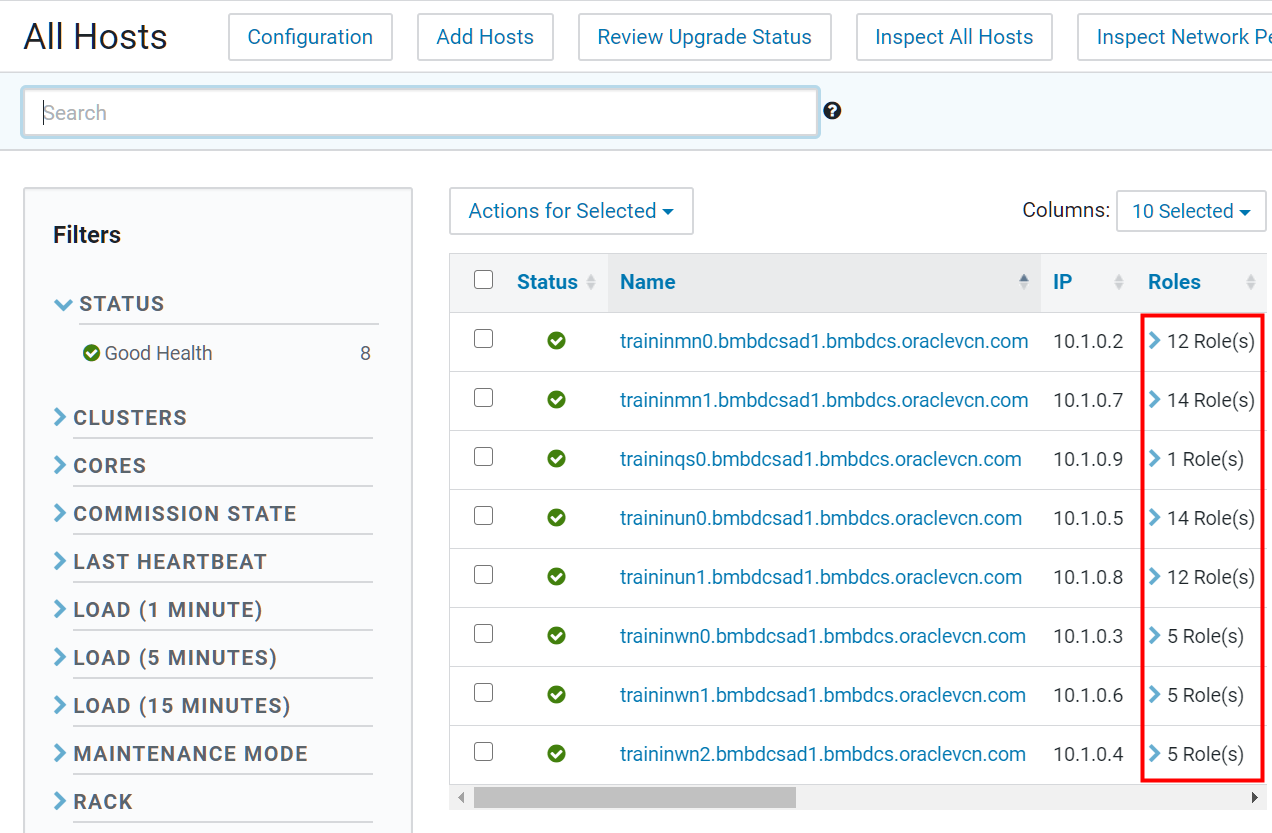 All Hosts
Configuration
Add Hosts
Review Upgrade Status
Inspect All Hosts
Inspect Network Pe
Search
?
Filters
STATUS
Good Health 8
CLUSTERS
CORES
COMMISSION STATE
LAST HEARTBEAT
LOAD (1 MINUTE)
LOAD (5 MINUTES)
LOAD (15 MINUTES)
MAINTENANCE MODE
RACK
Actions for Selected
Columns: 10 Selected
Status Name IP Roles
traininmn0.bmbdcsad1.bmbdcs.oraclevcn.com 10.1.0.2 12 Role(s)
traininmn1.bmbdcsad1.bmbdcs.oraclevcn.com 10.1.0.7 14 Role(s)
traininqs0.bmbdcsad1.bmbdcs.oraclevcn.com 10.1.0.9 1 Role(s)
traininun0.bmbdcsad1.bmbdcs.oraclevcn.com 10.1.0.5 14 Role(s)
traininun1.bmbdcsad1.bmbdcs.oraclevcn.com 10.1.0.8 12 Role(s)
traininwn0.bmbdcsad1.bmbdcs.oraclevcn.com 10.1.0.3 5 Role(s)
traininwn1.bmbdcsad1.bmbdcs.oraclevcn.com 10.1.0.6 5 Role(s)
traininwn2.bmbdcsad1.bmbdcs.oraclevcn.com 10.1.0.4 5 Role(s)